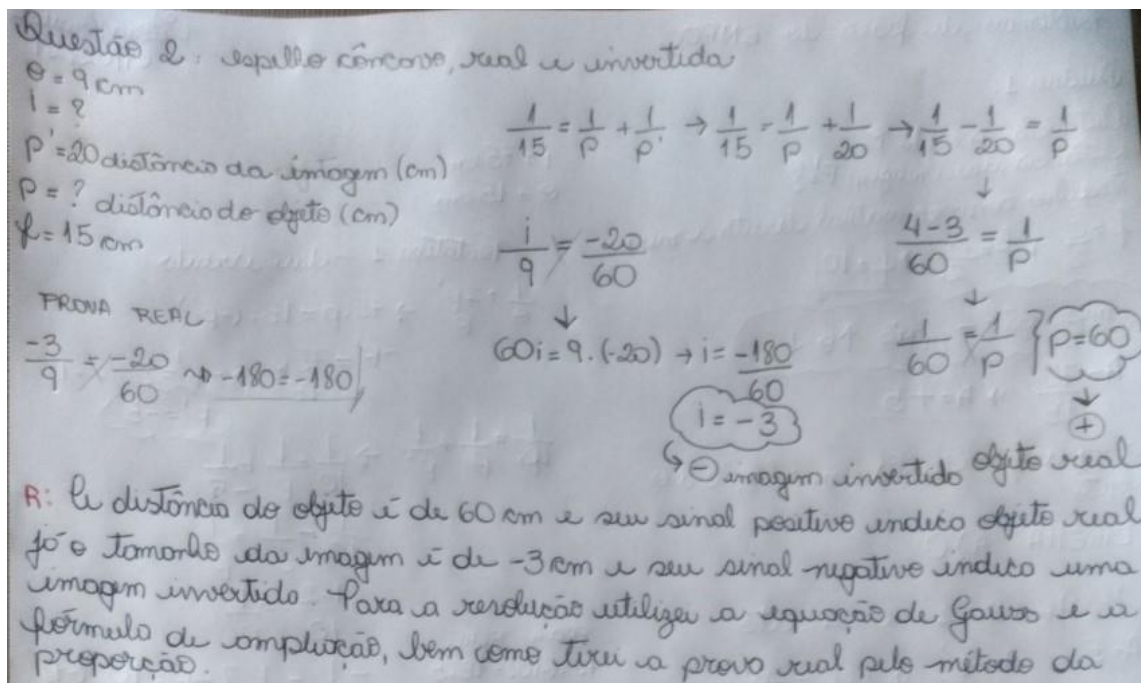 Questão 2: espelho côncavo, real e invertida
o = 9 cm
i = ?
p' = 20 distância da imagem (cm)
p = ? distância do objeto (cm)
f = 15 cm
1/15 = 1/p + 1/p' → 1/15 = 1/p + 1/20 → 1/15 - 1/20 = 1/p
↓
4-3/60 = 1/p
↓
1/60 = 1/p } p=60
↓
+
objeto real
i/9 = -20/60
↓
60i = 9.(-20) → i = -180/60
i = -3
↳ - imagem invertida
PROVA REAL
-3/9 = -20/60 ⇝ -180 = -180
R: A distância do objeto é de 60 cm e seu sinal positivo indica objeto real
já o tamanho da imagem é de -3 cm e seu sinal negativo indica uma
imagem invertida. Para a resolução utilizei a equação de Gauss e a
fórmula de ampliação, bem como tirei a prova real pelo método da
proporção.